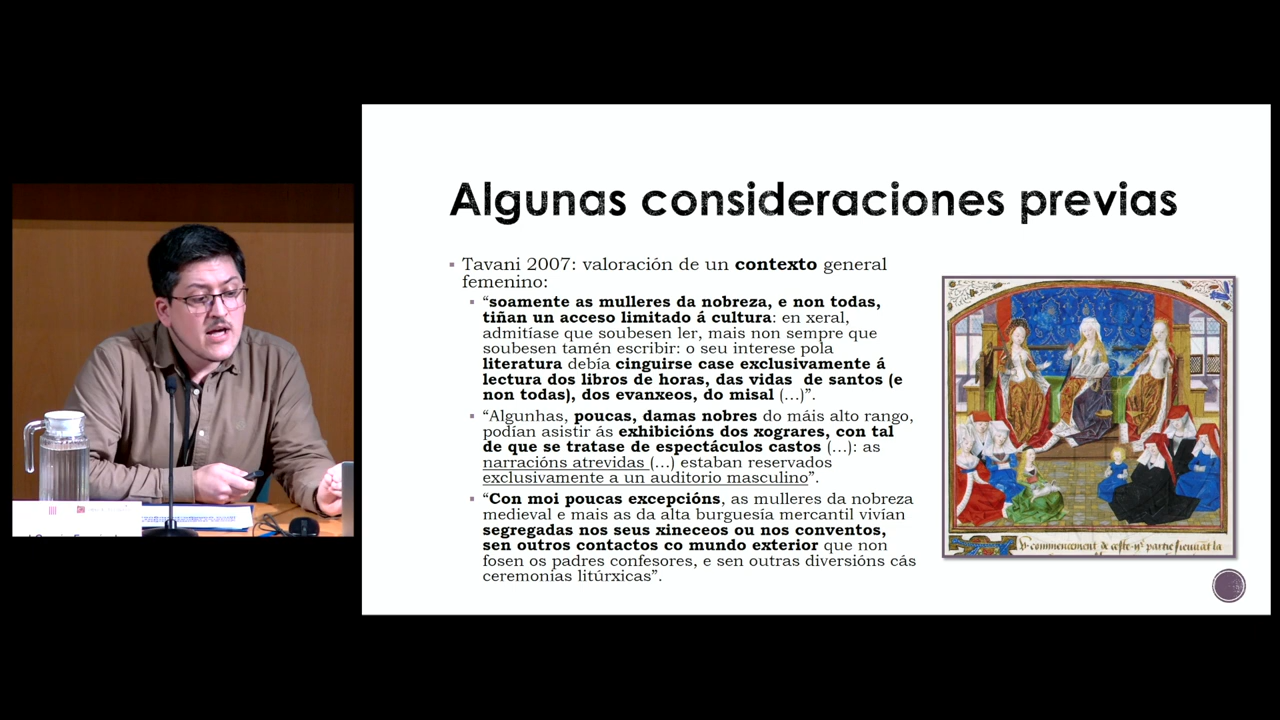 Algunas consideraciones previas
Tavani 2007: valoración de un contexto general
femenino:
“soamente as mulleres da nobreza, e non todas,
tiñan un acceso limitado á cultura: en xeral,
admitíase que soubesen ler, mais non sempre que
soubesen tamén escribir: o seu interese pola
literatura debía cinguirse case exclusivamente á
lectura dos libros de horas, das vidas de santos (e
non todas), dos evanxeos, do misal (…)”.
“Algunhas, poucas, damas nobres do máis alto rango,
podían asistir ás exhibicións dos xograres, con tal
de que se tratase de espectáculos castos (…): as
narracións atrevidas (…) estaban reservados
exclusivamente a un auditorio masculino”.
“Con moi poucas excepcións, as mulleres da nobreza
medieval e mais as da alta burguesía mercantil vivían
segregadas nos seus xineceos ou nos conventos,
sen outros contactos co mundo exterior que non
fosen os padres confesores, e sen outras diversións cás
ceremonias litúrxicas”.
commencement de